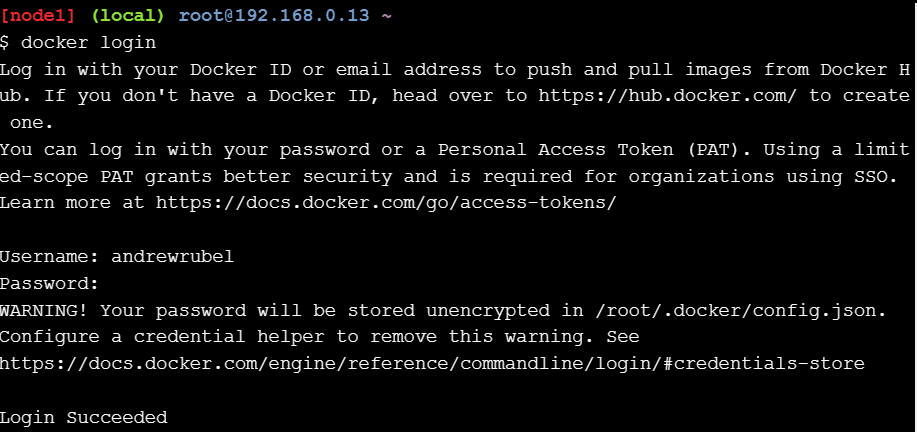 [node1] (local) root@192.168.0.13 ~
$ docker login
Log in with your Docker ID or email address to push and pull images from Docker H
ub. If you don't have a Docker ID, head over to https://hub.docker.com/ to create
 one.
You can log in with your password or a Personal Access Token (PAT). Using a limit
ed-scope PAT grants better security and is required for organizations using SSO.
Learn more at https://docs.docker.com/go/access-tokens/

Username: andrewrubel
Password:
WARNING! Your password will be stored unencrypted in /root/.docker/config.json.
Configure a credential helper to remove this warning. See
https://docs.docker.com/engine/reference/commandline/login/#credentials-store

Login Succeeded